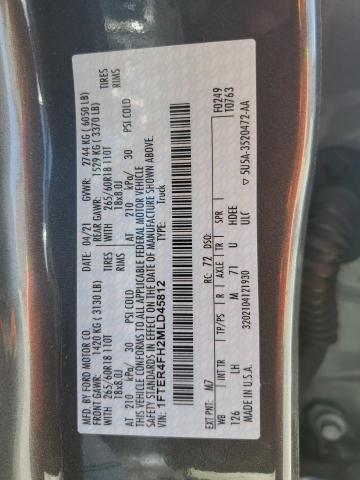 MFD. BY FORD MOTOR CO.
DATE: 04/21 GVWR: 2744 KG ( 6050 LB)
FRONT GAWR: 1420 KG ( 3130 LB) REAR GAWR: 1529 KG ( 3370 LB)
WITH 265/60R18 110T TIRES WITH 265/60R18 110T TIRES
18x8.0J RIMS 18x8.0J RIMS
AT 210 kPa/ 30 PSI COLD AT 210 kPa/ 30 PSI COLD
THIS VEHICLE CONFORMS TO ALL APPLICABLE FEDERAL MOTOR VEHICLE
SAFETY STANDARDS IN EFFECT ON THE DATE OF MANUFACTURE SHOWN ABOVE.
VIN: 1FTER4FH2MLD45812
TYPE: Truck
F0249
T0763
EXT PNT: M7 RC: 72 DSO:
WB INT TR TP/PS R AXLE TR SPR
126 LH M 71 U HDEE
ULC
3202104121930
▽ 5U5A-3520472-AA